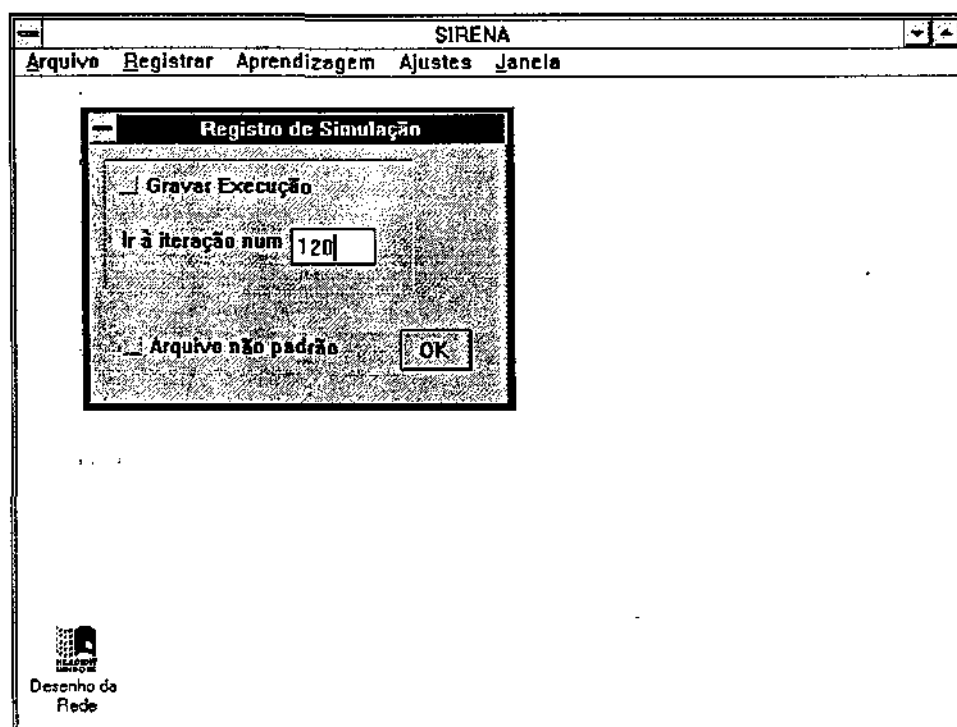 SIRENA
Arquivo Registrar Aprendizagem Ajustes Janela
Registro de Simulação
Gravar Execução
Ir à iteração num 120
Arquivo não padrão OK
Desenho da
Rede